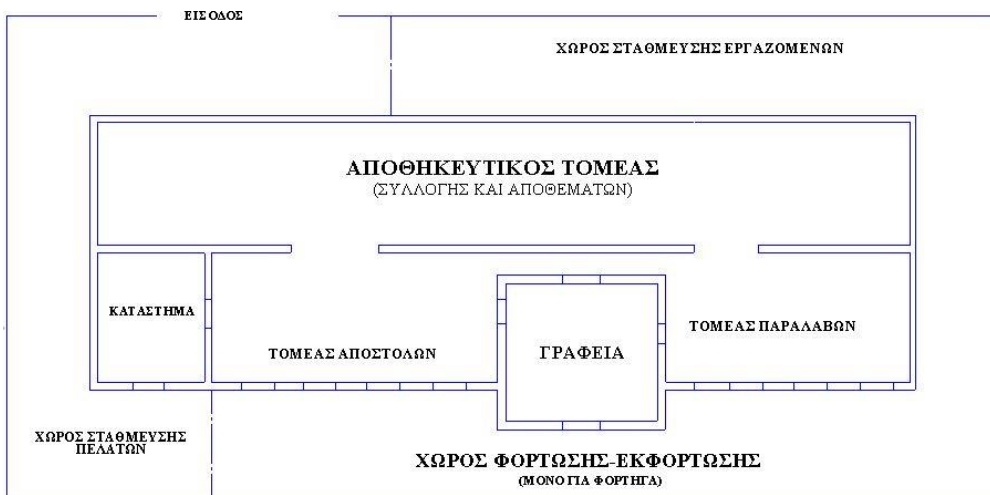 ΕΙΣΟΔΟΣ
ΧΩΡΟΣ ΣΤΑΘΜΕΥΣΗΣ ΕΡΓΑΖΟΜΕΝΩΝ
ΑΠΟΘΗΚΕΥΤΙΚΟΣ ΤΟΜΕΑΣ
(ΣΥΛΛΟΓΗΣ ΚΑΙ ΑΠΟΘΕΜΑΤΩΝ)
ΚΑΤΑΣΤΗΜΑ
ΤΟΜΕΑΣ ΑΠΟΣΤΟΛΩΝ
ΓΡΑΦΕΙΑ
ΤΟΜΕΑΣ ΠΑΡΑΛΑΒΩΝ
ΧΩΡΟΣ ΣΤΑΘΜΕΥΣΗΣ
ΠΕΛΑΤΩΝ
ΧΩΡΟΣ ΦΟΡΤΩΣΗΣ-ΕΚΦΟΡΤΩΣΗΣ
(ΜΟΝΟ ΓΙΑ ΦΟΡΤΗΓΑ)